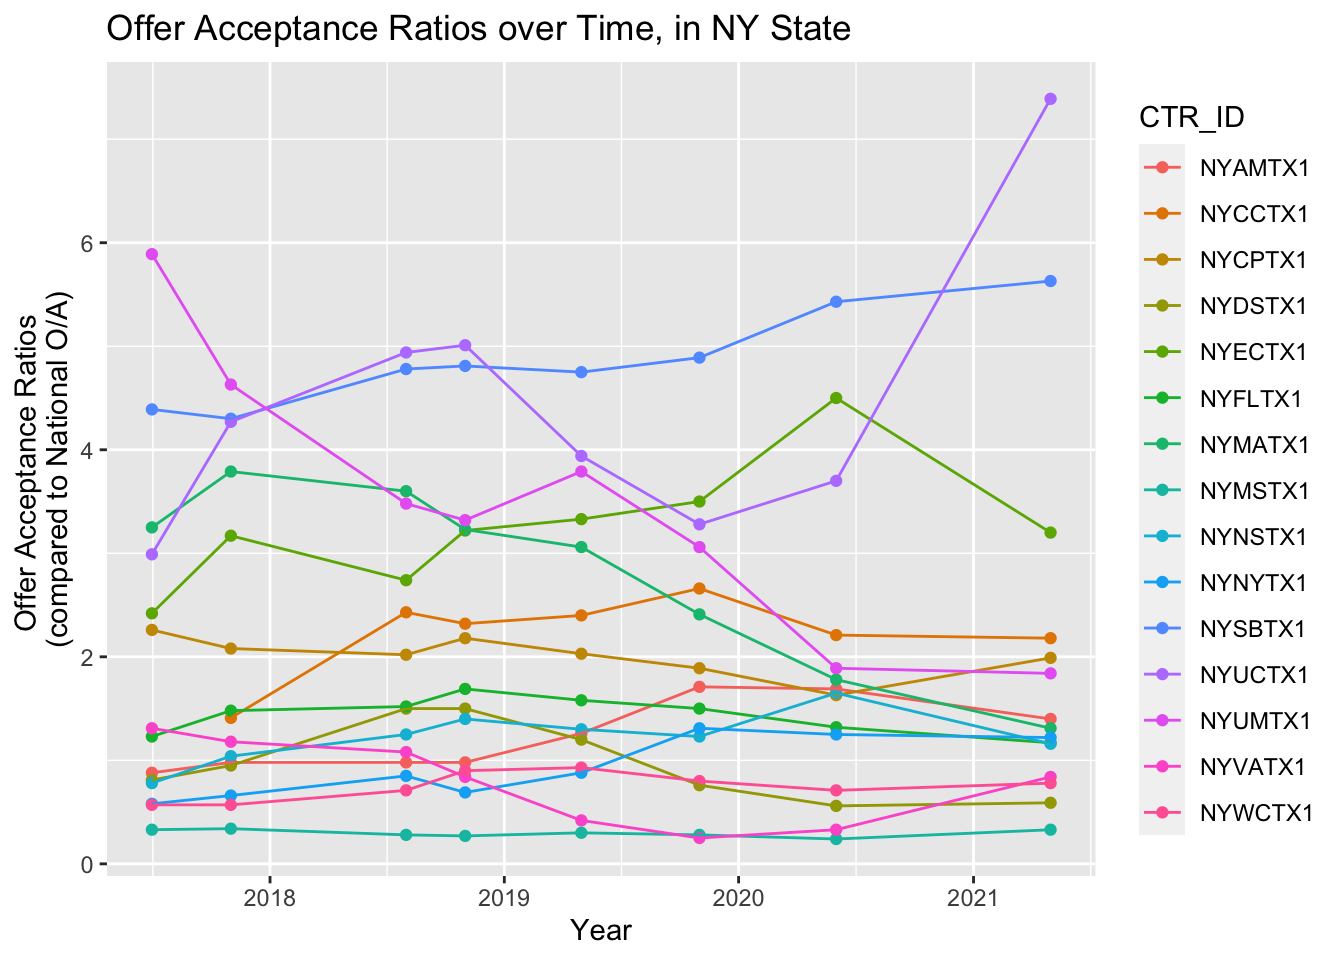 Offer Acceptance Ratios over Time, in NY State
Offer Acceptance Ratios
(compared to National O/A)
6
4
2
0
2018
2019
2020
2021
Year
CTR_ID
NYAMTX1
NYCCTX1
NYCPTX1
NYDSTX1
NYECTX1
NYFLTX1
NYMATX1
NYMSTX1
NYNSTX1
NYNYTX1
NYSBTX1
NYUCTX1
NYUMTX1
NYVATX1
NYWCTX1